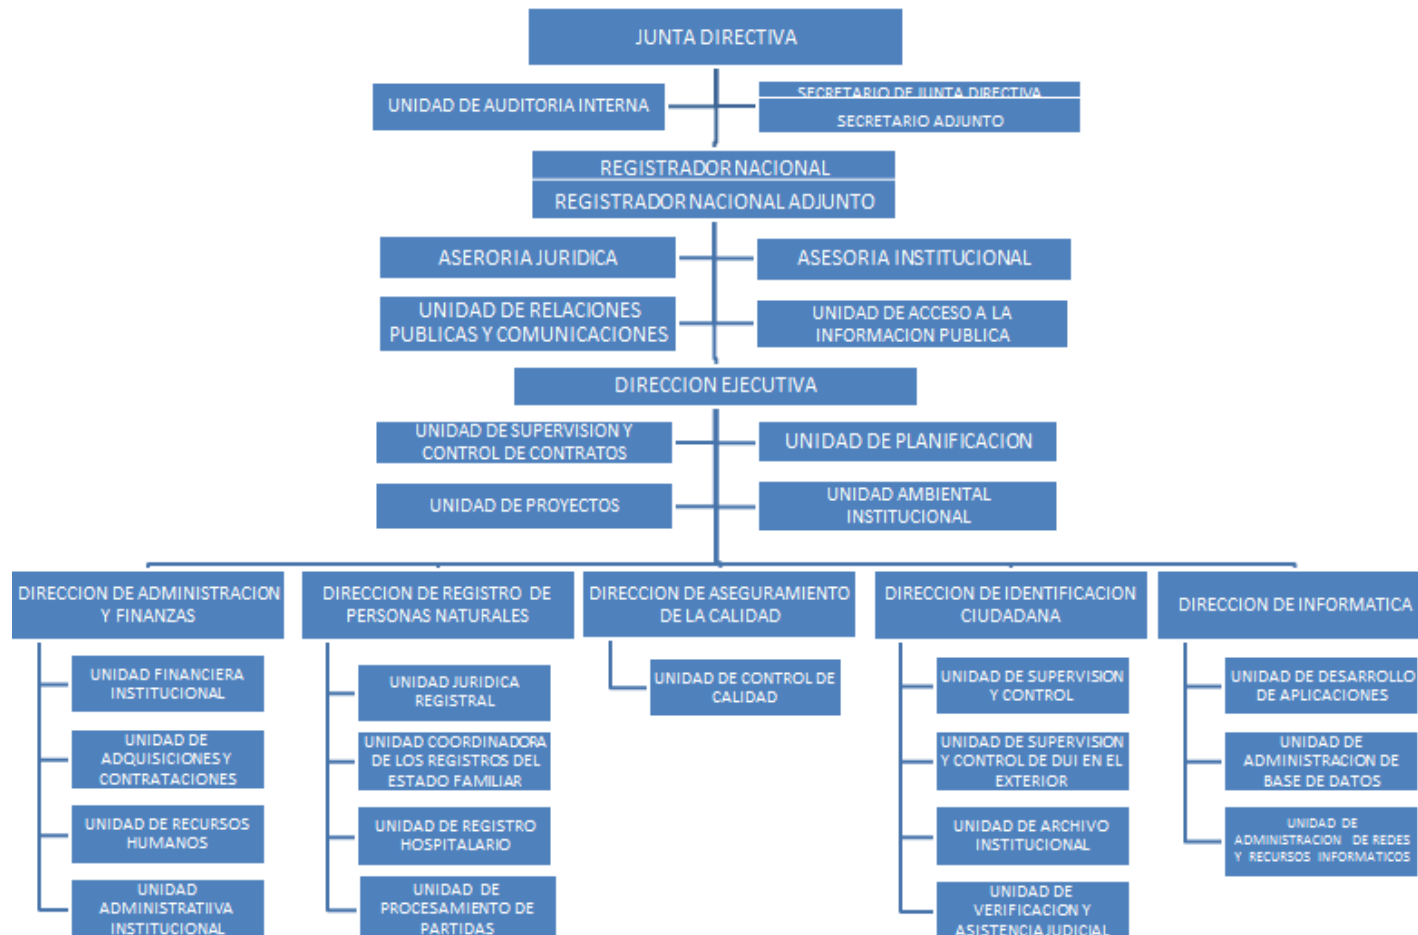 JUNTA DIRECTIVA
UNIDAD DE AUDITORIA INTERNA
SECRETARIO DE JUNTA DIRECTIVA
SECRETARIO ADJUNTO
REGISTRADOR NACIONAL
REGISTRADOR NACIONAL ADJUNTO
ASERORIA JURIDICA
ASESORIA INSTITUCIONAL
UNIDAD DE RELACIONES
PUBLICAS Y COMUNICACIONES
UNIDAD DE ACCESO A LA
INFORMACION PUBLICA
DIRECCION EJECUTIVA
UNIDAD DE SUPERVISION Y
CONTROL DE CONTRATOS
UNIDAD DE PLANIFICACION
UNIDAD DE PROYECTOS
UNIDAD AMBIENTAL
INSTITUCIONAL
DIRECCION DE ADMINISTRACION
Y FINANZAS
UNIDAD FINANCIERA
INSTITUCIONAL
UNIDAD DE
ADQUISICIONES Y
CONTRATACIONES
UNIDAD DE RECURSOS
HUMANOS
UNIDAD
ADMINISTRATIIVA
INSTITUCIONAL
DIRECCION DE REGISTRO DE
PERSONAS NATURALES
UNIDAD JURIDICA
REGISTRAL
UNIDAD COORDINADORA
DE LOS REGISTROS DEL
ESTADO FAMILIAR
UNIDAD DE REGISTRO
HOSPITALARIO
UNIDAD DE
PROCESAMIENTO DE
PARTIDAS
DIRECCION DE ASEGURAMIENTO
DE LA CALIDAD
UNIDAD DE CONTROL DE
CALIDAD
DIRECCION DE IDENTIFICACION
CIUDADANA
UNIDAD DE SUPERVISION
Y CONTROL
UNIDAD DE SUPERVISION
Y CONTROL DE DUI EN EL
EXTERIOR
UNIDAD DE ARCHIVO
INSTITUCIONAL
UNIDAD DE
VERIFICACION Y
ASISTENCIA JUDICIAL
DIRECCION DE INFORMATICA
UNIDAD DE DESARROLLO
DE APLICACIONES
UNIDAD DE
ADMINISTRACION DE
BASE DE DATOS
UNIDAD DE
ADMINISTRACION DE REDES
Y RECURSOS INFORMATICOS